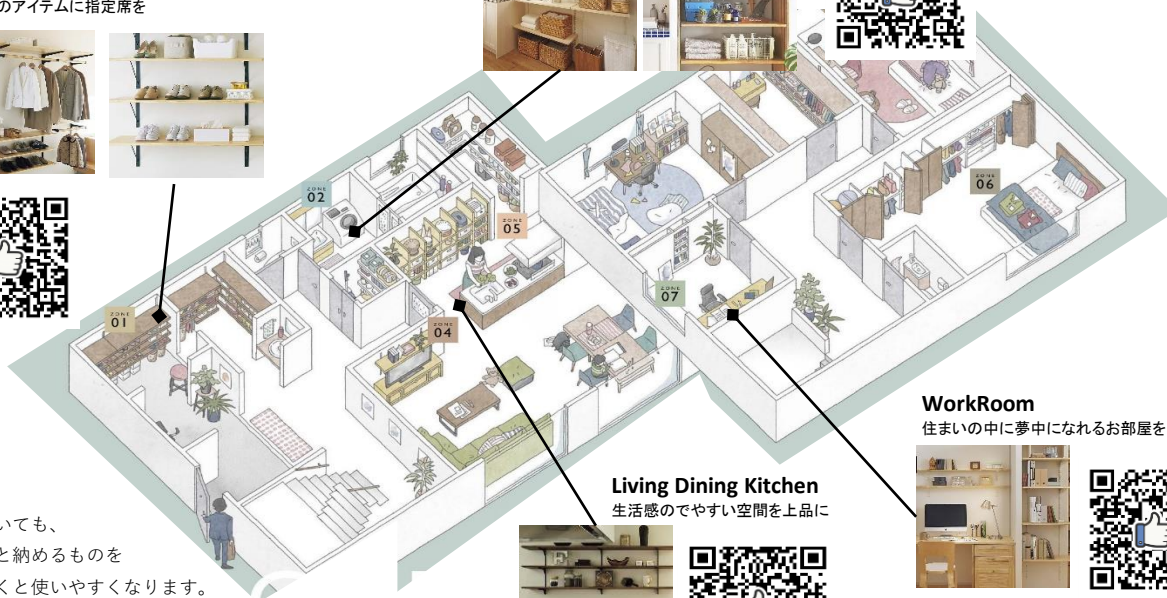 のアイテムに指定席を
ZONE
02
ZONE
05
ZONE
06
ZONE
07
ZONE
01
ZONE
04
WorkRoom
住まいの中に夢中になれるお部屋を
Living Dining Kitchen
生活感のでやすい空間を上品に
いても、
と納めるものを
くと使いやすくなります。